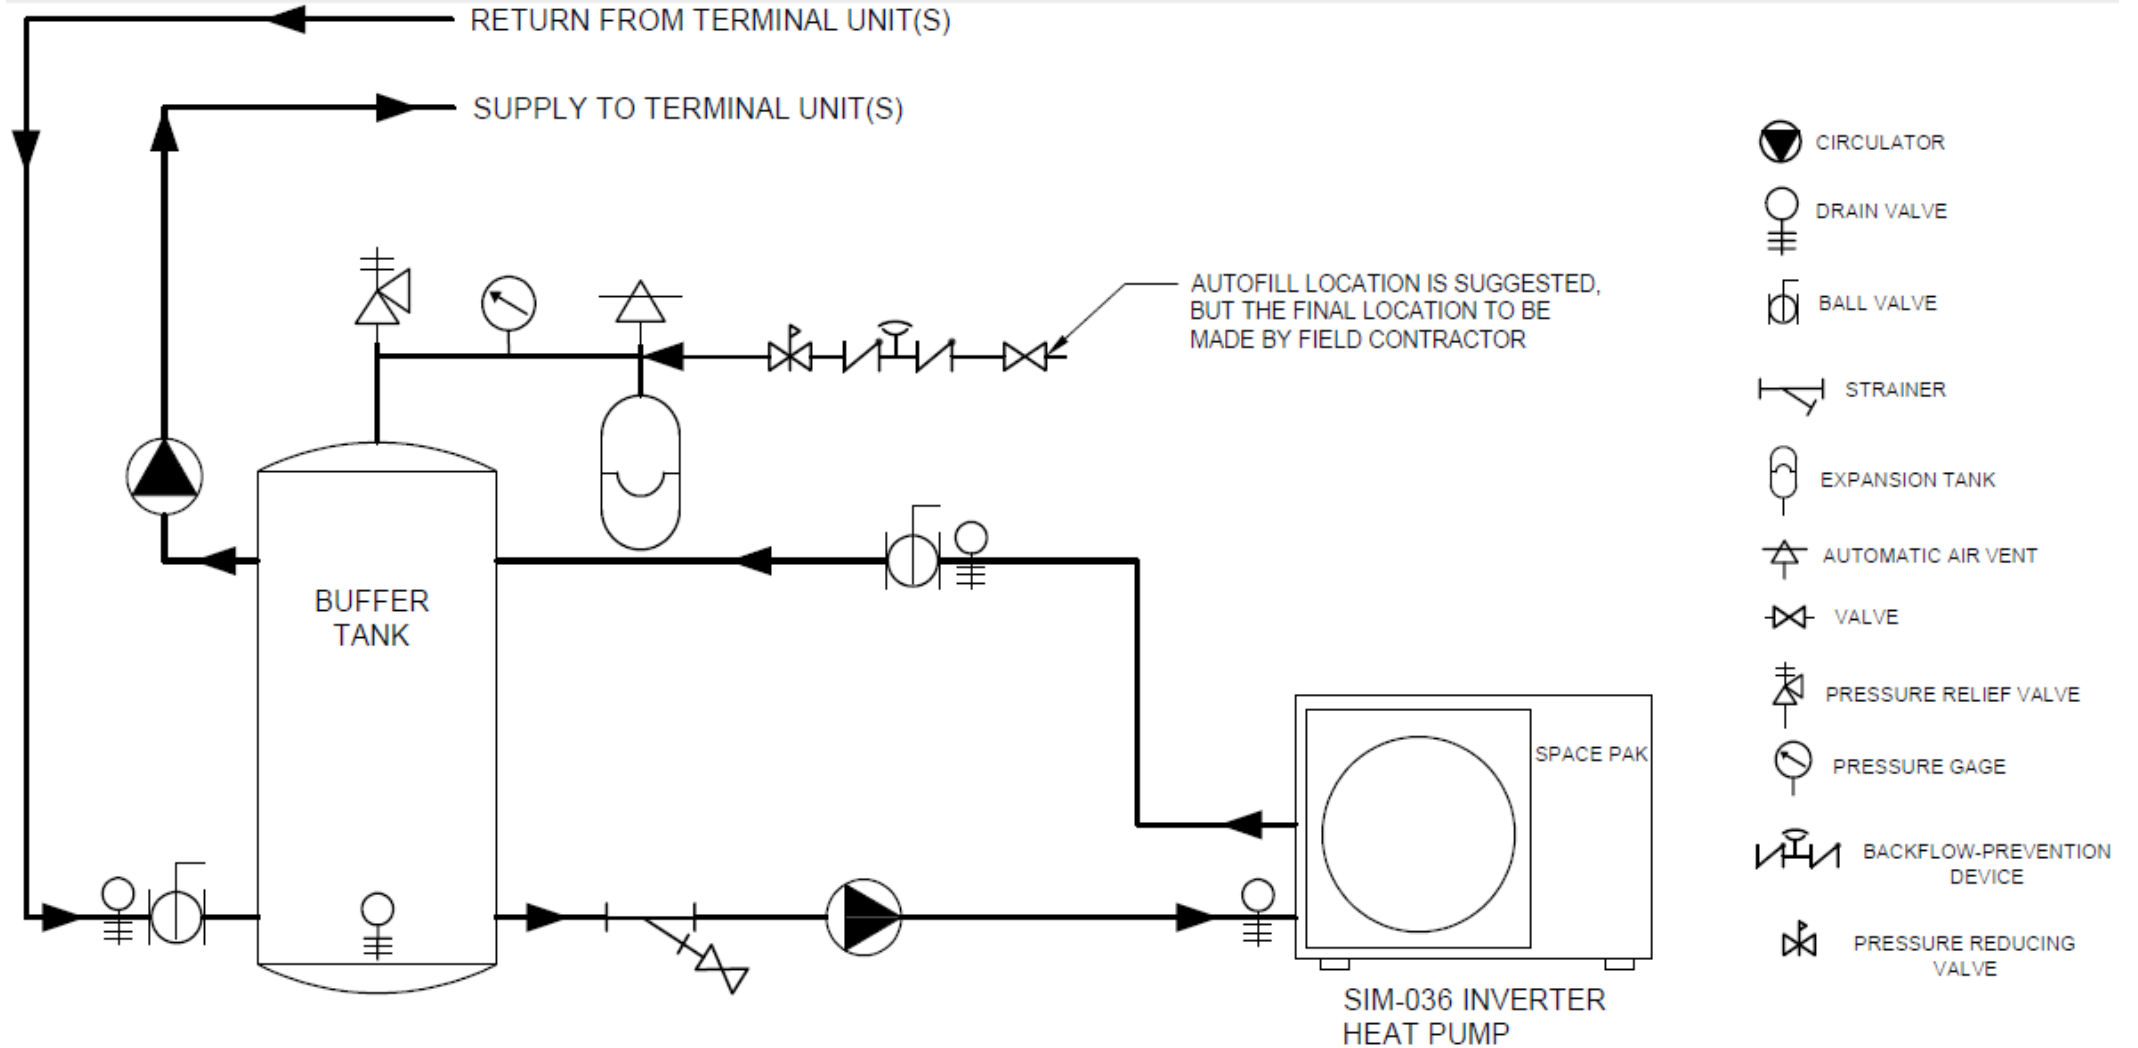 RETURN FROM TERMINAL UNIT(S)
SUPPLY TO TERMINAL UNIT(S)
AUTOFILL LOCATION IS SUGGESTED,
BUT THE FINAL LOCATION TO BE
MADE BY FIELD CONTRACTOR
BUFFER
TANK
SPACE PAK
SIM-036 INVERTER
HEAT PUMP
CIRCULATOR
DRAIN VALVE
BALL VALVE
STRAINER
EXPANSION TANK
AUTOMATIC AIR VENT
VALVE
PRESSURE RELIEF VALVE
PRESSURE GAGE
BACKFLOW-PREVENTION
DEVICE
PRESSURE REDUCING
VALVE